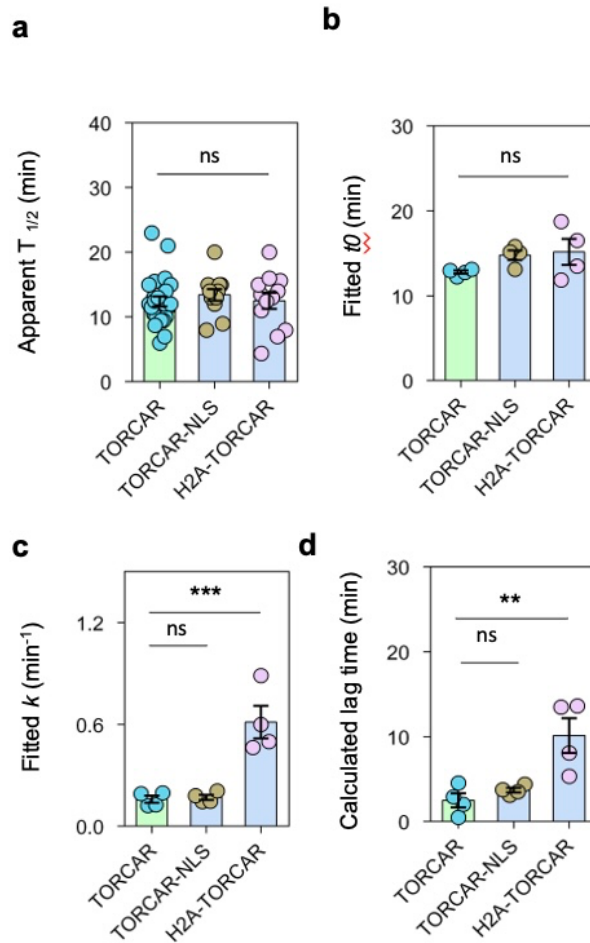 a
Apparent T 1/2 (min)
40
30
20
10
0
ns
TORCAR
TORCAR-NLS
H2A-TORCAR
b
Fitted t0 (min)
30
20
10
0
ns
TORCAR
TORCAR-NLS
H2A-TORCAR
c
Fitted k (min-1)
1.2
0.6
0.0
***
ns
TORCAR
TORCAR-NLS
H2A-TORCAR
d
Calculated lag time (min)
30
20
10
0
**
ns
TORCAR
TORCAR-NLS
H2A-TORCAR